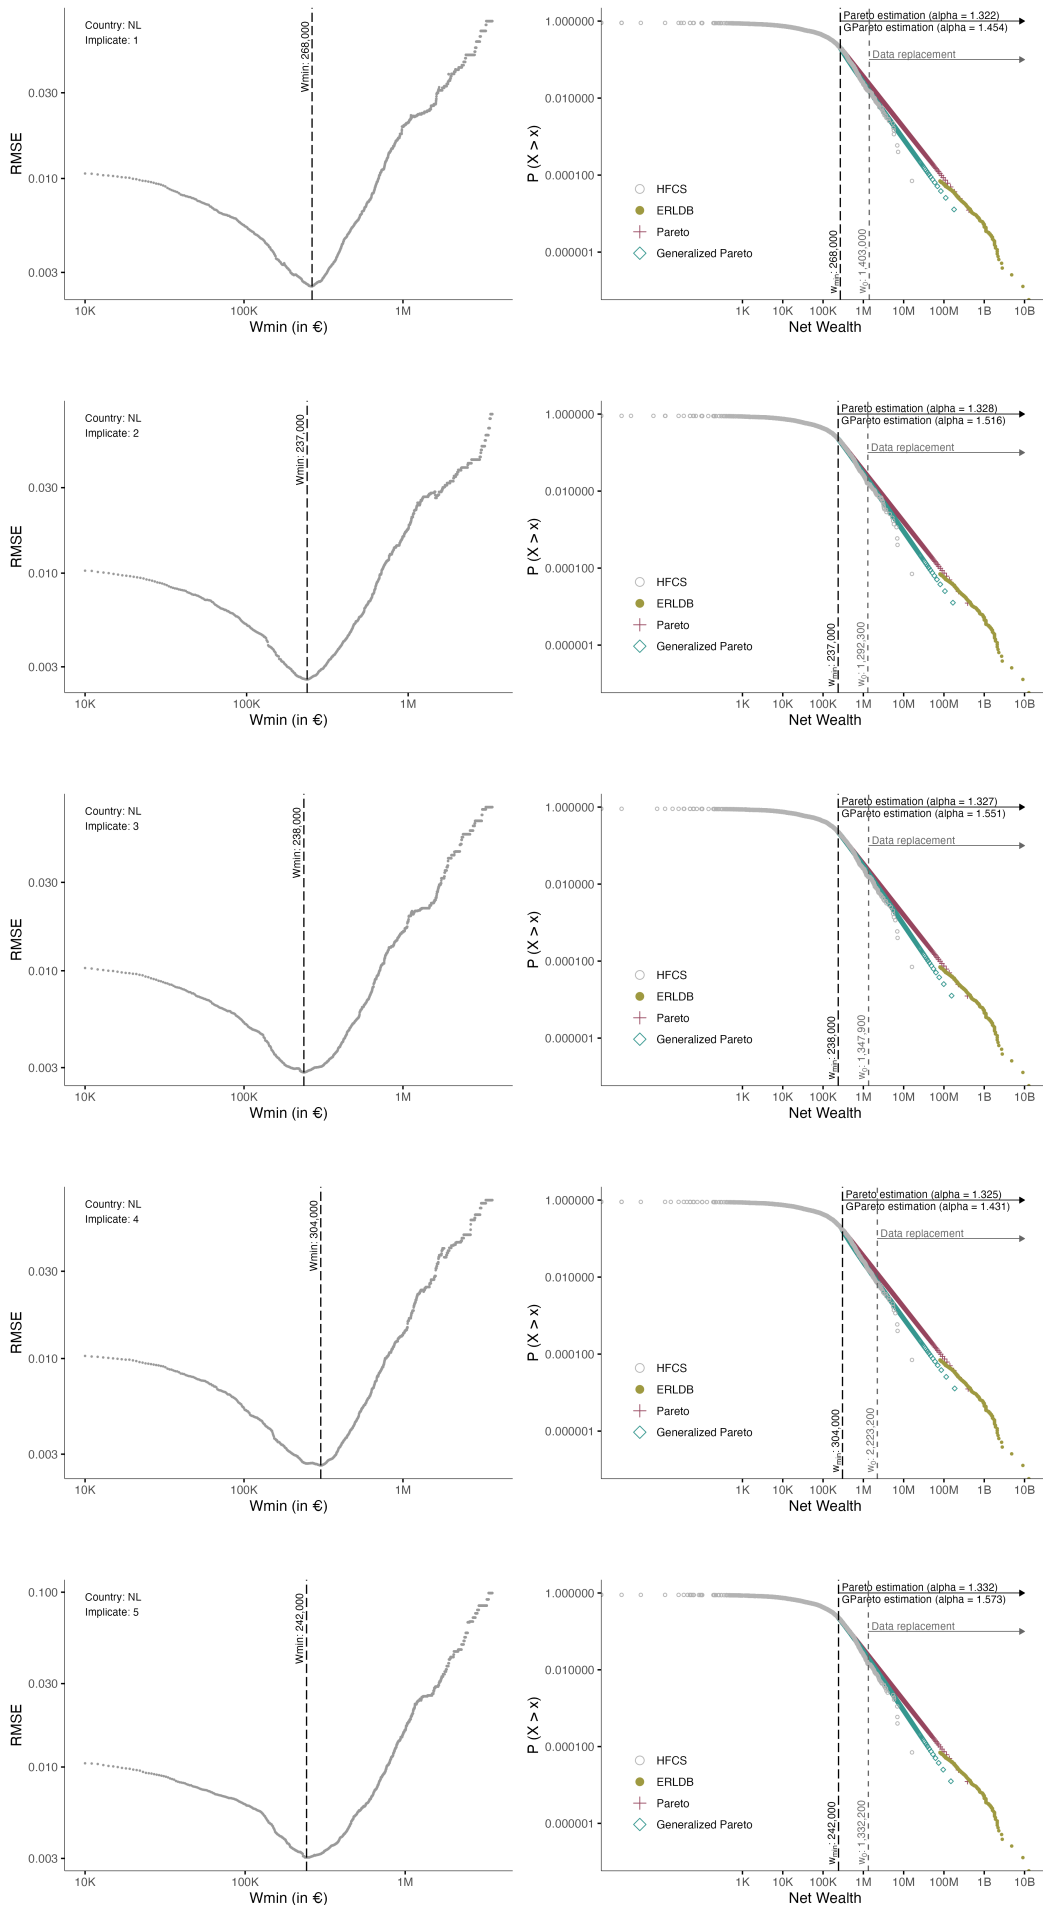 Country: NL
Implicate: 1
Wmin: 268,000
RMSE
0.030
0.010
0.003
10K
100K
1M
Wmin (in €)
Pareto estimation (alpha = 1.322)
GPareto estimation (alpha = 1.454)
Data replacement
P (X > x)
1.000000
0.010000
0.000100
0.000001
HFCS
ERLDB
Pareto
Generalized Pareto
wmin: 268,000
w0: 1,403,000
1K
10K
100K
1M
10M
100M
1B
10B
Net Wealth
Country: NL
Implicate: 2
Wmin: 237,000
RMSE
0.030
0.010
0.003
10K
100K
1M
Wmin (in €)
Pareto estimation (alpha = 1.328)
GPareto estimation (alpha = 1.516)
Data replacement
P (X > x)
1.000000
0.010000
0.000100
0.000001
HFCS
ERLDB
Pareto
Generalized Pareto
wmin: 237,000
w0: 1,292,300
1K
10K
100K
1M
10M
100M
1B
10B
Net Wealth
Country: NL
Implicate: 3
Wmin: 238,000
RMSE
0.030
0.010
0.003
10K
100K
1M
Wmin (in €)
Pareto estimation (alpha = 1.327)
GPareto estimation (alpha = 1.551)
Data replacement
P (X > x)
1.000000
0.010000
0.000100
0.000001
HFCS
ERLDB
Pareto
Generalized Pareto
wmin: 238,000
w0: 1,347,900
1K
10K
100K
1M
10M
100M
1B
10B
Net Wealth
Country: NL
Implicate: 4
Wmin: 304,000
RMSE
0.030
0.010
0.003
10K
100K
1M
Wmin (in €)
Pareto estimation (alpha = 1.325)
GPareto estimation (alpha = 1.431)
Data replacement
P (X > x)
1.000000
0.010000
0.000100
0.000001
HFCS
ERLDB
Pareto
Generalized Pareto
wmin: 304,000
w0: 2,223,200
1K
10K
100K
1M
10M
100M
1B
10B
Net Wealth
Country: NL
Implicate: 5
Wmin: 242,000
RMSE
0.100
0.030
0.010
0.003
10K
100K
1M
Wmin (in €)
Pareto estimation (alpha = 1.332)
GPareto estimation (alpha = 1.573)
Data replacement
P (X > x)
1.000000
0.010000
0.000100
0.000001
HFCS
ERLDB
Pareto
Generalized Pareto
wmin: 242,000
w0: 1,332,200
1K
10K
100K
1M
10M
100M
1B
10B
Net Wealth